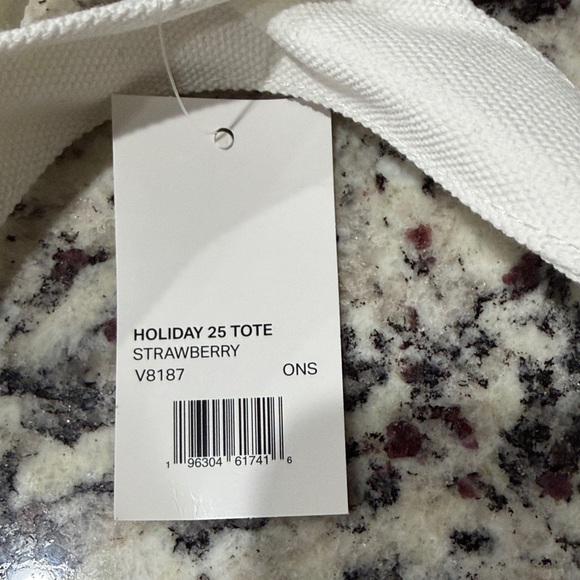 HOLIDAY 25 TOTE
STRAWBERRY
V8187 ONS
1 96304 61741 6